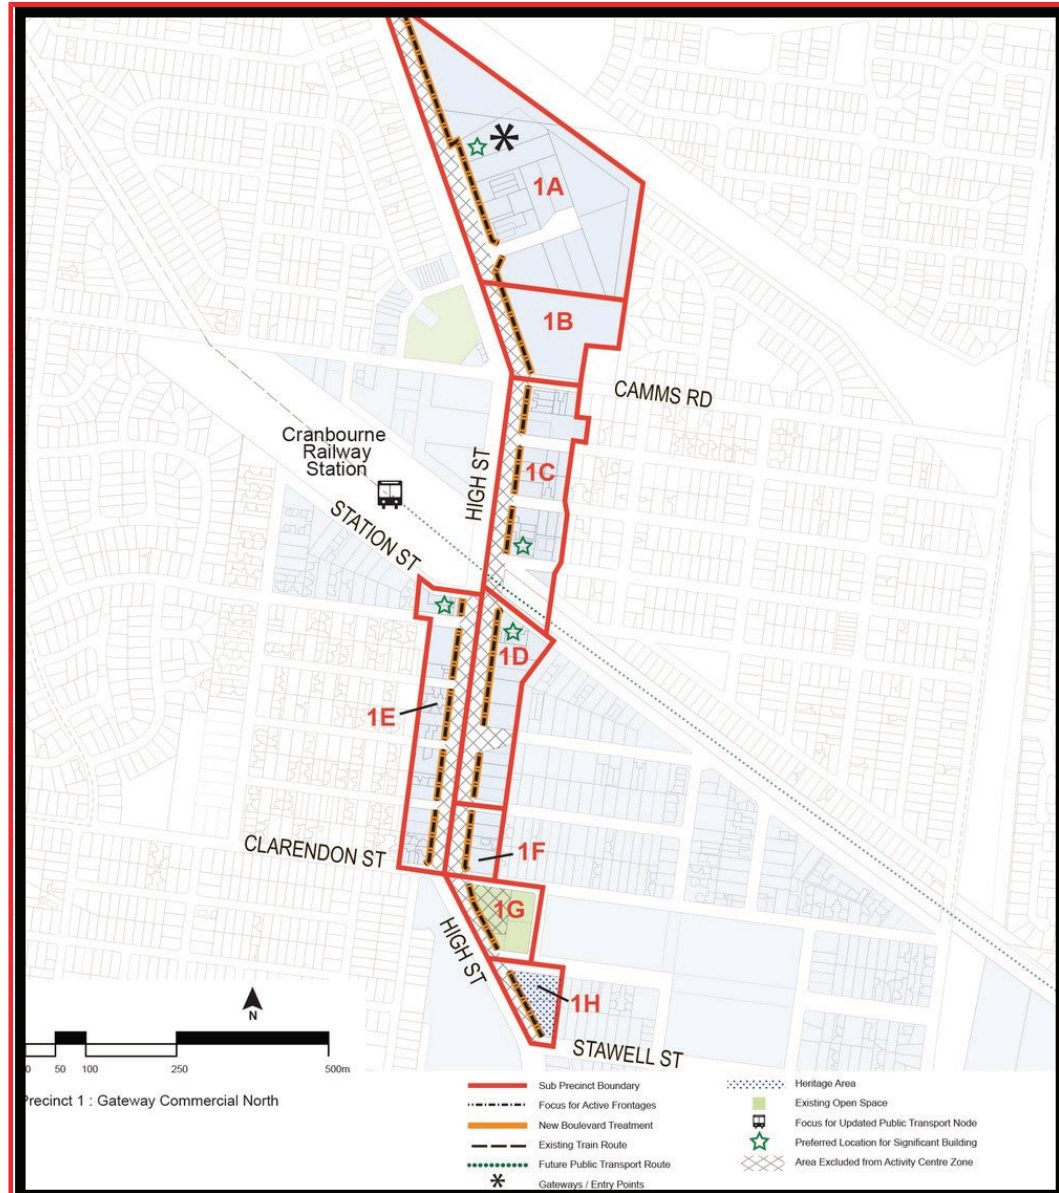 1A
1B
CAMMS RD
Cranbourne
Railway
Station
HIGH ST
1C
STATION ST
1D
1E
CLARENDON ST
1F
1G
HIGH ST
1H
STAWELL ST
N
0 50 100 250 500m
Precinct 1 : Gateway Commercial North
Sub Precinct Boundary
Focus for Active Frontages
New Boulevard Treatment
Existing Train Route
Future Public Transport Route
Gateways / Entry Points
Heritage Area
Existing Open Space
Focus for Updated Public Transport Node
Preferred Location for Significant Building
Area Excluded from Activity Centre Zone